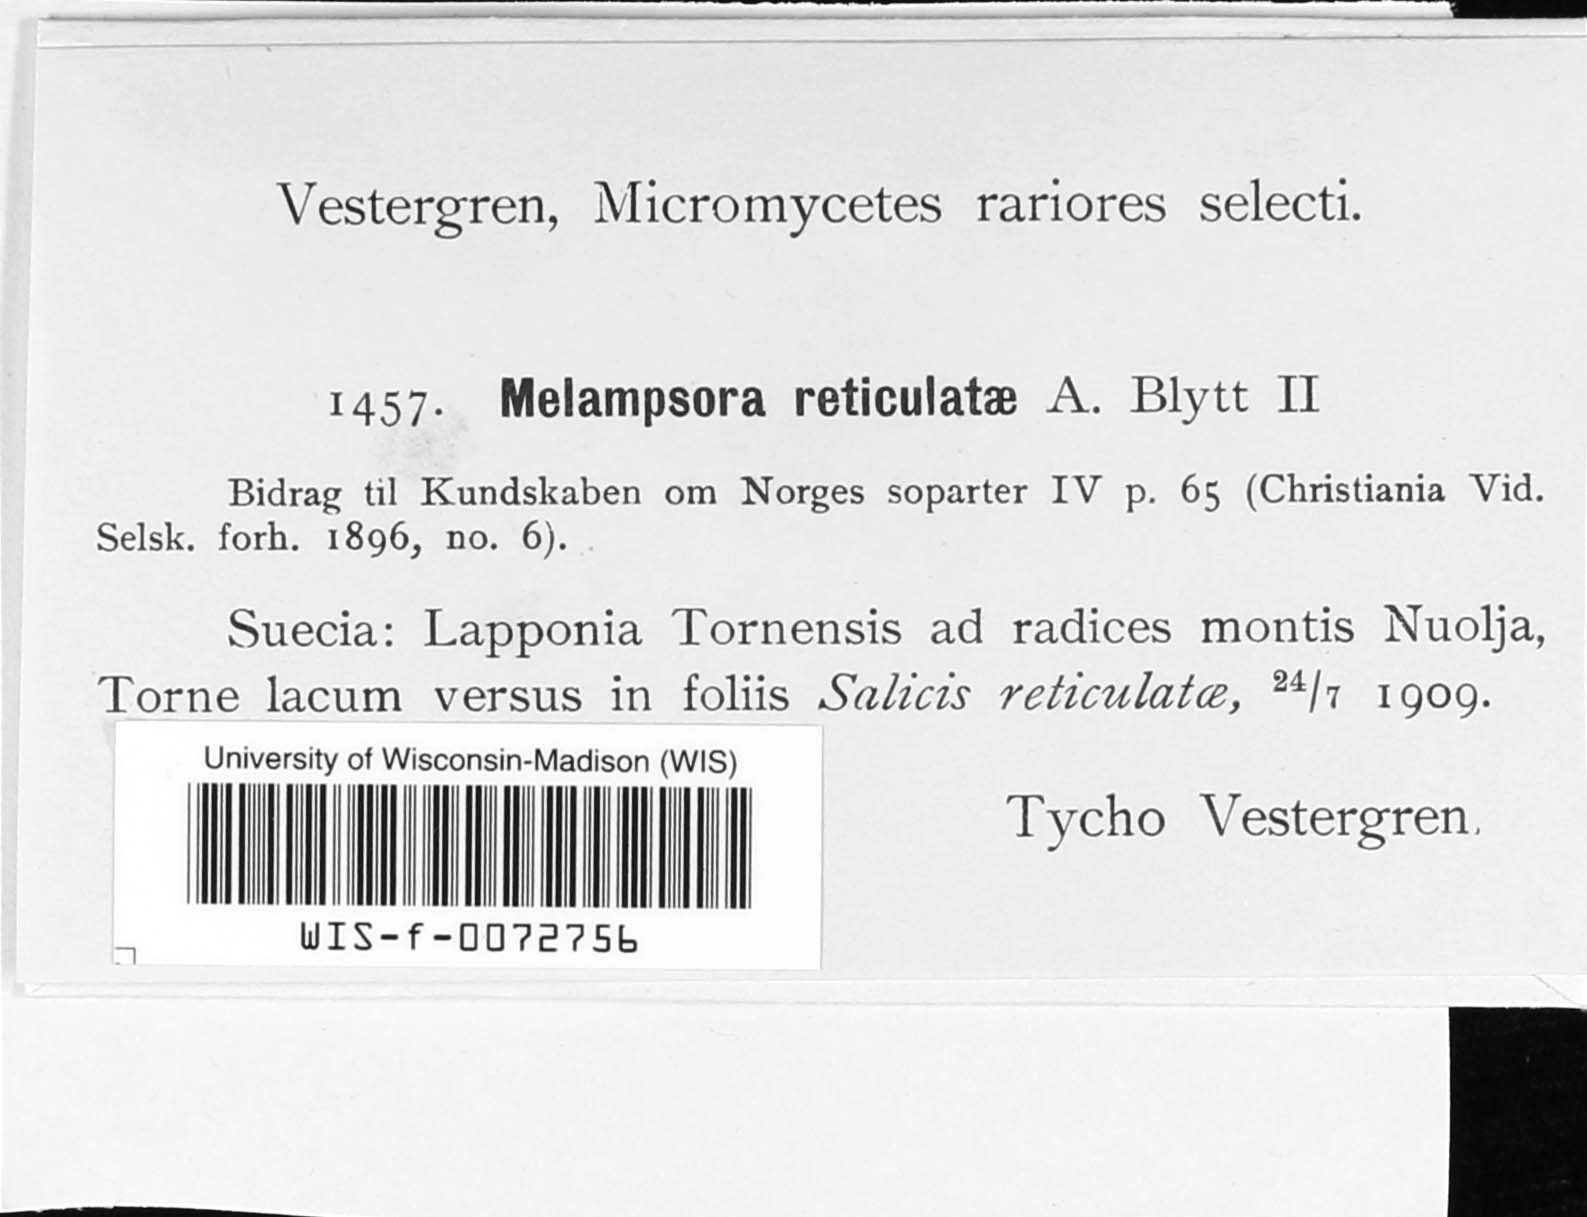 Vestergren, Micromycetes rariores selecti.
1457. Melampsora reticulatæ A. Blytt II
Bidrag til Kundskaben om Norges soparter IV p. 65 (Christiania Vid.
Selsk. forh. 1896, no. 6).
Suecia: Lapponia Tornensis ad radices montis Nuolja,
Torne lacum versus in foliis Salicis reticulatæ, 24/7 1909.
University of Wisconsin-Madison (WIS)
WIS-f-0072756
Tycho Vestergren.